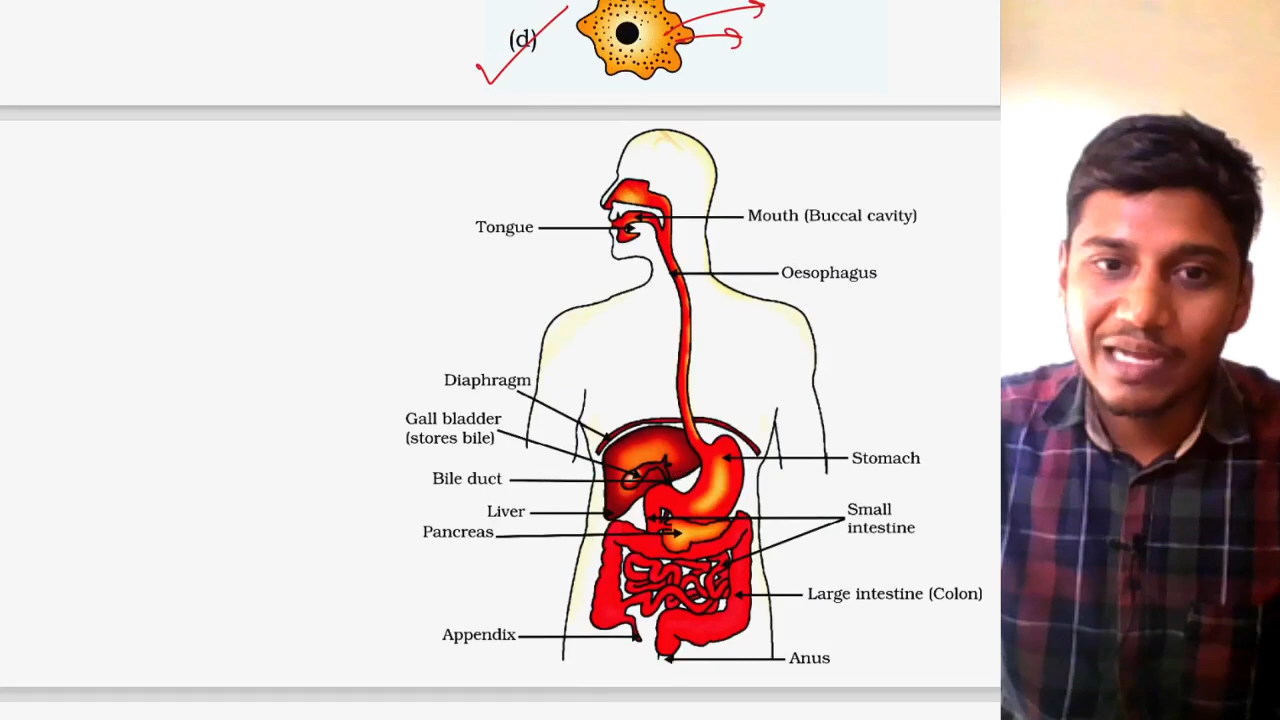 (d)
Tongue
Mouth (Buccal cavity)
Oesophagus
Diaphragm
Gall bladder
(stores bile)
Stomach
Bile duct
Liver
Small
intestine
Pancreas
Large intestine (Colon)
Appendix
Anus